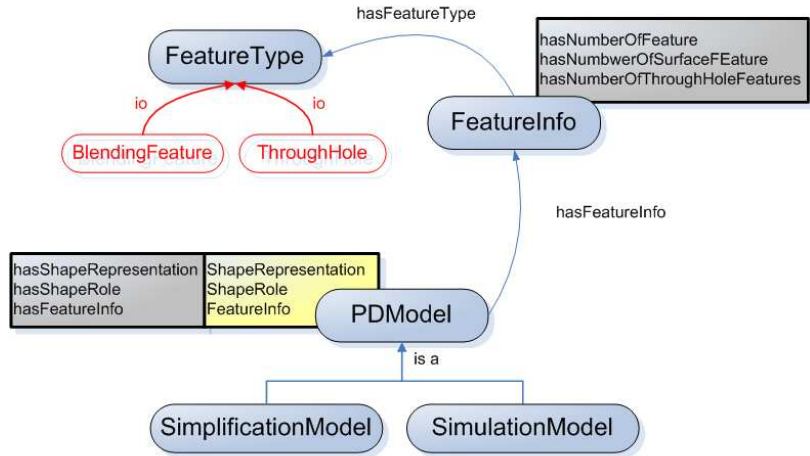 hasFeatureType
hasNumberOfFeature
hasNumbwerOfSurfaceFEature
hasNumberOfThroughHoleFeatures
FeatureType
io
io
FeatureInfo
BlendingFeature
ThroughHole
hasFeatureInfo
hasShapeRepresentation
hasShapeRole
hasFeatureInfo
ShapeRepresentation
ShapeRole
FeatureInfo
PDModel
is a
SimplificationModel
SimulationModel